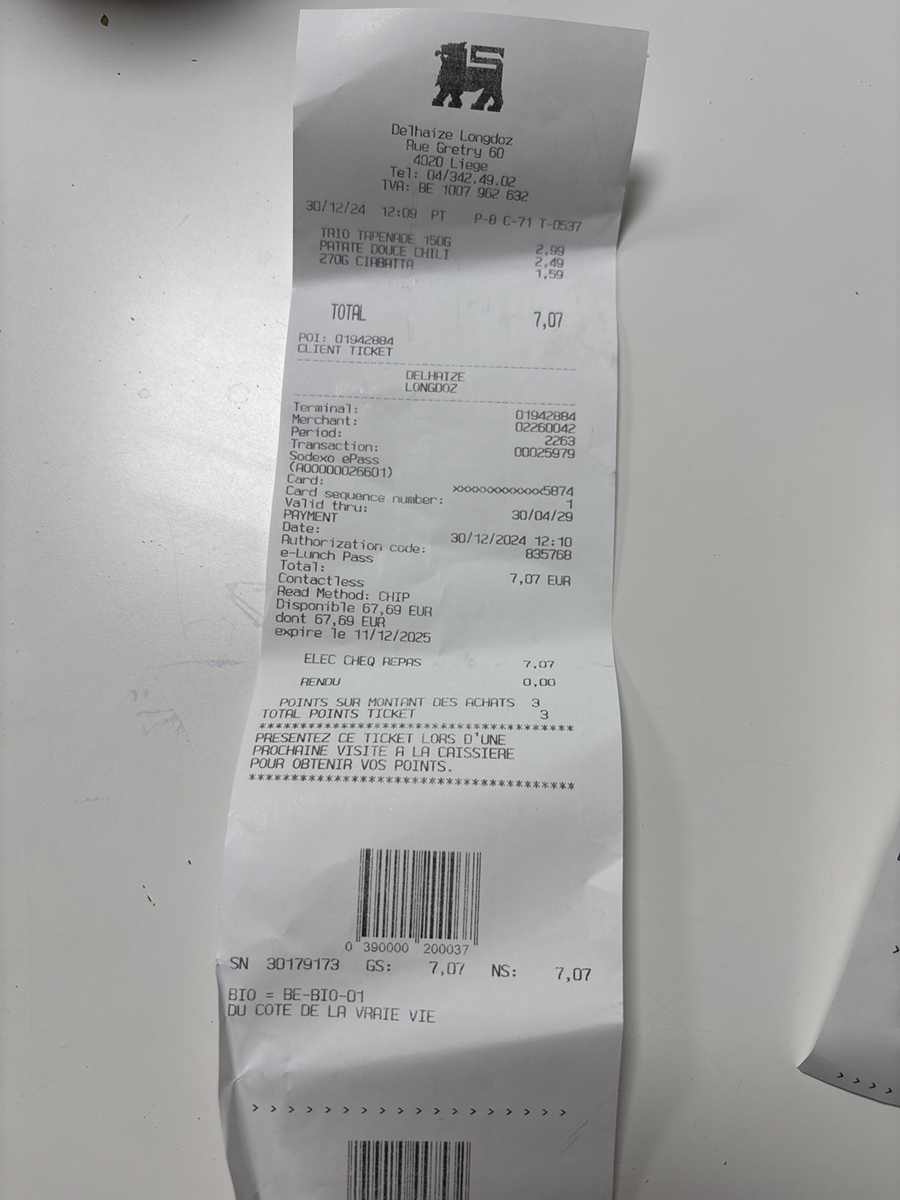 Delhaize Longdoz
Rue Gretry 60
4020 Liege
Tel: 04/342.49.02
TVA: BE 1007 962 632
30/12/24 12:09 PT P-8 C-71 T-0537
TRIO TAPENADE 150G 2,99
PATATE DOUCE CHILI 2,49
270G CIABATTA 1,59
TOTAL 7,07
POI: 01942884
CLIENT TICKET
DELHAIZE
LONGDOZ
Terminal: 01942884
Merchant: 02260042
Period: 2263
Transaction: 00025979
Sodexo ePass
(A00000026601)
Card: xxxxxxxxxxxxx5874
Card sequence number: 1
Valid thru: 30/04/29
PAYMENT
Date: 30/12/2024 12:10
Authorization code: 835768
e-Lunch Pass
Total: 7,07 EUR
Contactless
Read Method: CHIP
Disponible 67,69 EUR
dont 67,69 EUR
expire le 11/12/2025
ELEC CHEQ REPAS 7,07
RENDU 0,00
POINTS SUR MONTANT DES ACHATS 3
TOTAL POINTS TICKET 3
*************************************
PRESENTEZ CE TICKET LORS D'UNE
PROCHAINE VISITE A LA CAISSIERE
POUR OBTENIR VOS POINTS.
*************************************
0 390000 200037
SN 30179173 GS: 7,07 NS: 7,07
BIO = BE-BIO-01
DU COTE DE LA VRAIE VIE
> > > > > > > > > > > > > > > > > >